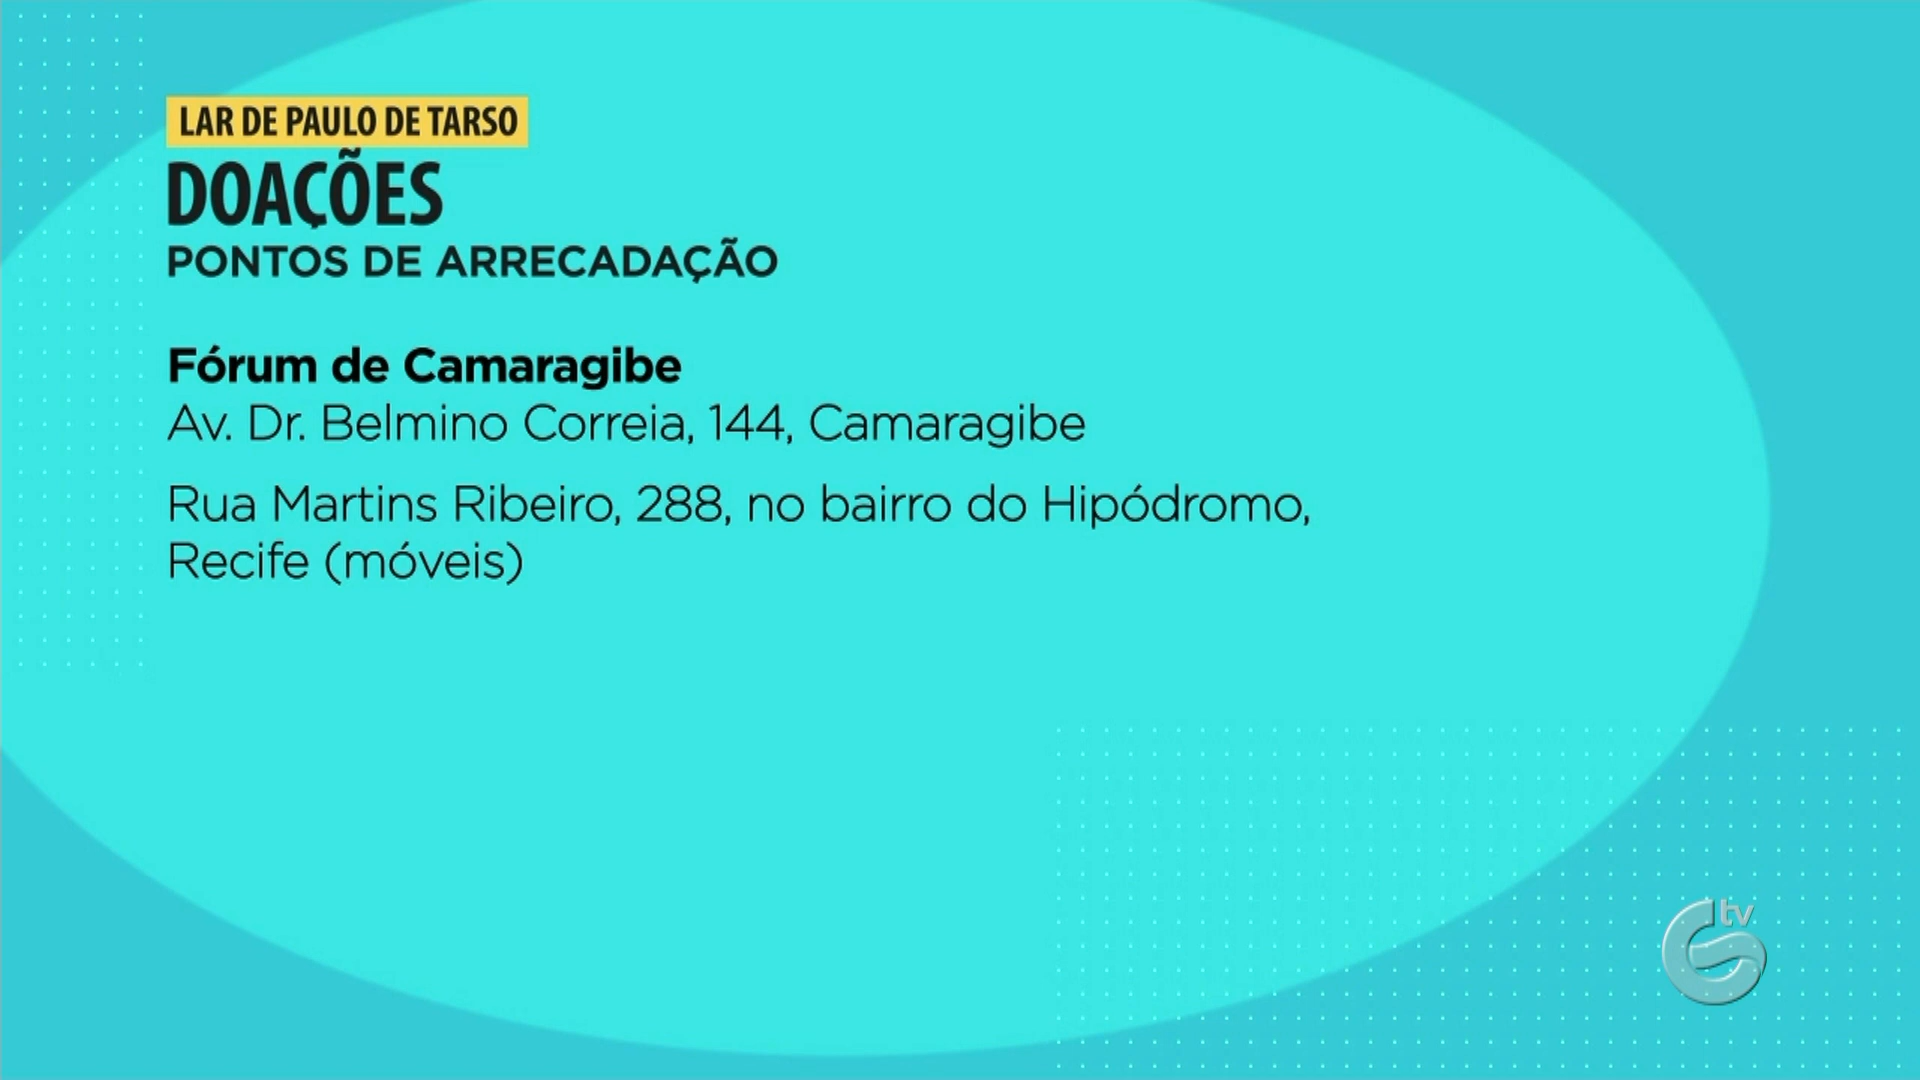 LAR DE PAULO DE TARSO
DOAÇÕES
PONTOS DE ARRECADAÇÃO
Fórum de Camaragibe
Av. Dr. Belmino Correia, 144, Camaragibe
Rua Martins Ribeiro, 288, no bairro do Hipódromo,
Recife (móveis)
tv